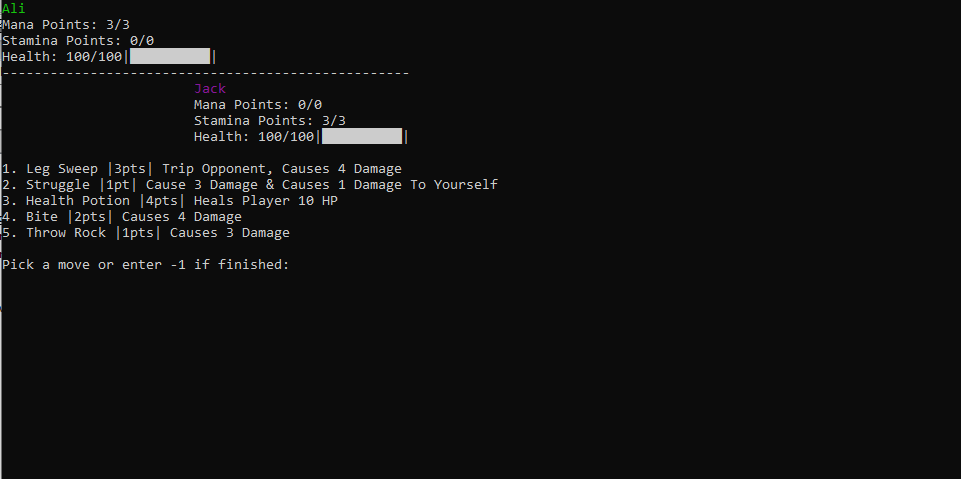 Ali
Mana Points: 3/3
Stamina Points: 0/0
Health: 100/100| |
---------------------------------------------------
Jack
Mana Points: 0/0
Stamina Points: 3/3
Health: 100/100| |
1. Leg Sweep |3pts| Trip Opponent, Causes 4 Damage
2. Struggle |1pt| Cause 3 Damage & Causes 1 Damage To Yourself
3. Health Potion |4pts| Heals Player 10 HP
4. Bite |2pts| Causes 4 Damage
5. Throw Rock |1pts| Causes 3 Damage
Pick a move or enter -1 if finished: